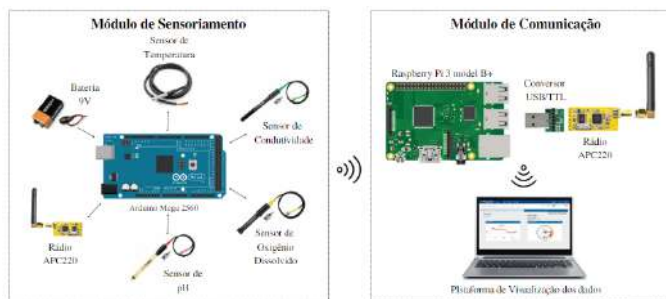 Módulo de Sensoriamento
Sensor de
Temperatura
Bateria
9V
Sensor de
Condutividade
Arduino Mega 2560
Rádio
APC220
Sensor de
pH
Sensor de
Oxigênio
Dissolvido
Módulo de Comunicação
Raspberry Pi 3 model B+
Conversor
USB/TTL
Rádio
APC220
Plataforma de Visualização dos dados